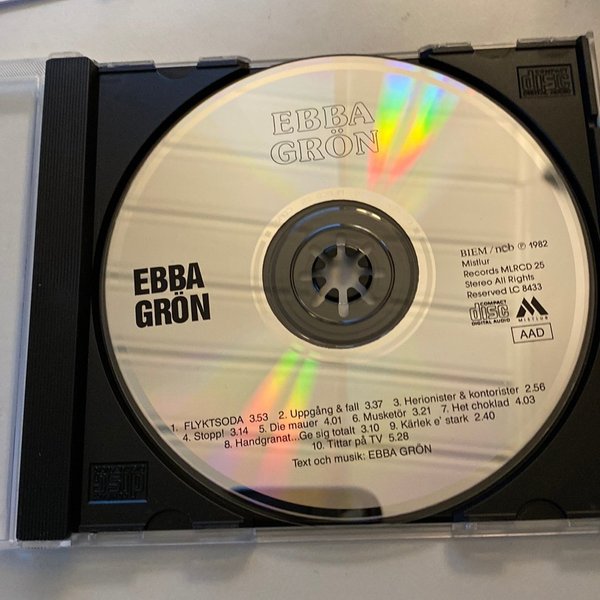 EBBA
GRÖN
EBBA
GRÖN
BIEM / ncb ℗ 1982
Mistlur
Records MLRCD 25
Stereo All Rights
Reserved LC 8433
COMPACT
disc
DIGITAL AUDIO
MISTLUR
AAD
1. FLYKTSODA 3.53 2. Uppgång & fall 3.37 3. Herionister & kontorister 2.56
4. Stopp! 3.14 5. Die mauer 4.01 6. Musketör 3.21 7. Het choklad 4.03
8. Handgranat...Ge sig totalt 3.10 9. Kärlek e' stark 2.40
10. Tittar på TV 5.28
Text och musik: EBBA GRÖN
COMPACT
disc
DIGITAL AUDIO